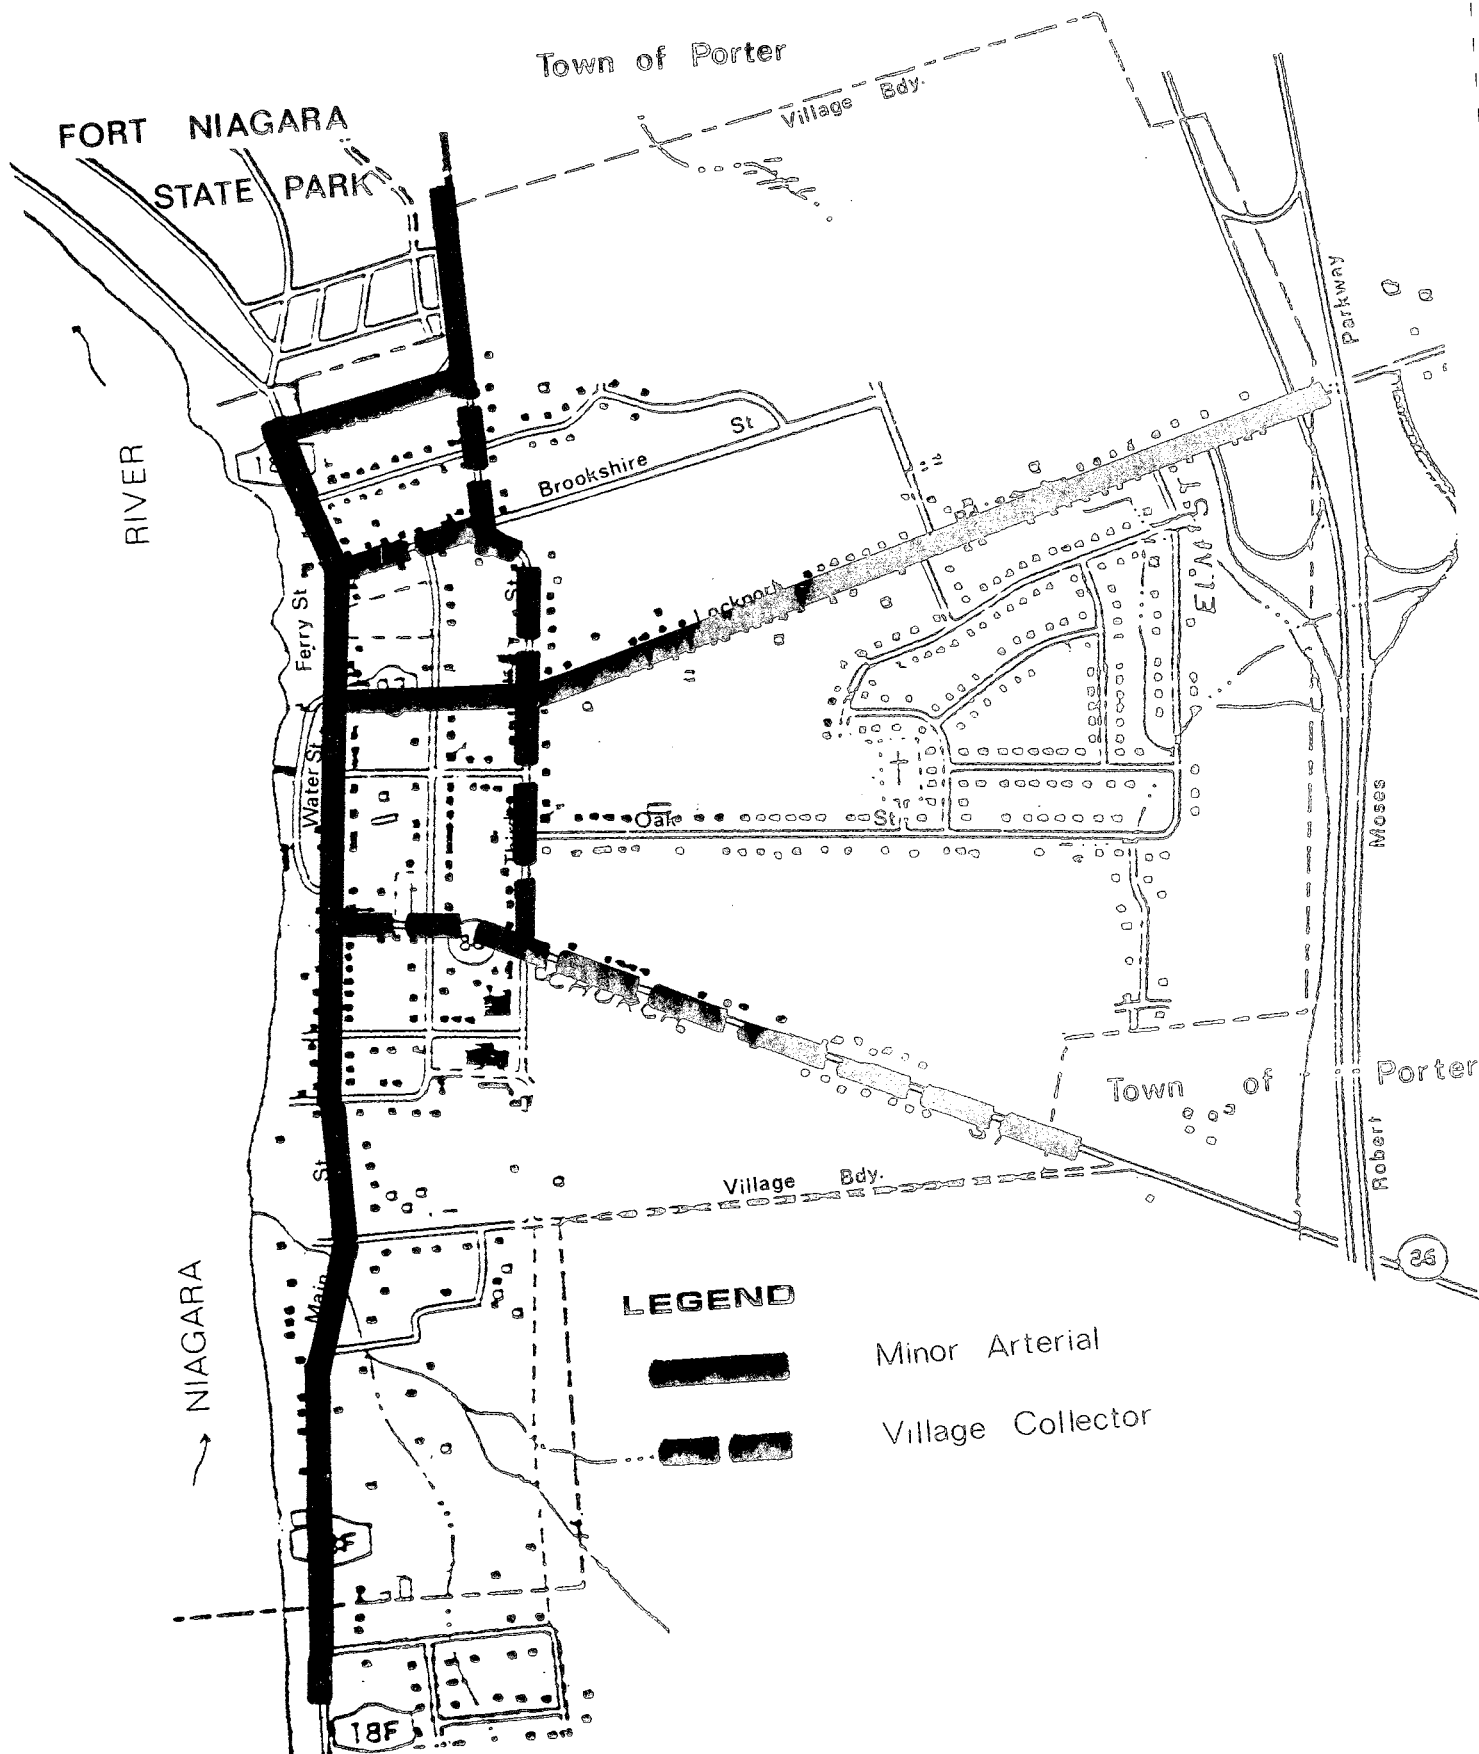 Town of Porter
Village Bdy.
FORT NIAGARA
STATE PARK
Parkway
RIVER
St
Brookshire
Ferry St
St
Lockport
Water St
Oak St
Moses
Town of Porter
Robert
St
Village Bdy.
26
Main
NIAGARA
LEGEND
Minor Arterial
Village Collector
18F